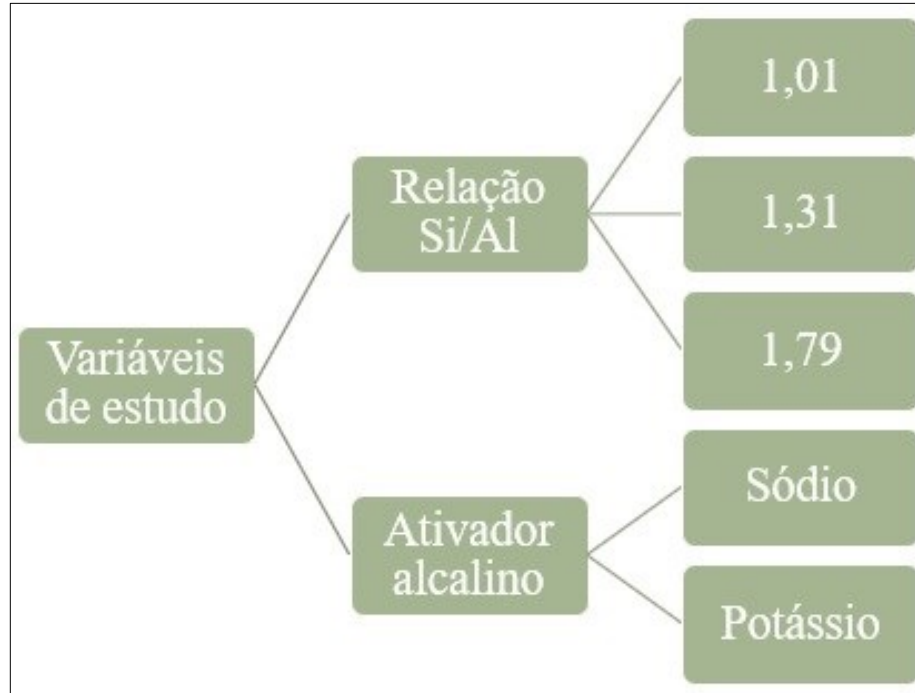 Variáveis
de estudo
Relação
Si/Al
1,01
1,31
1,79
Ativador
alcalino
Sódio
Potássio